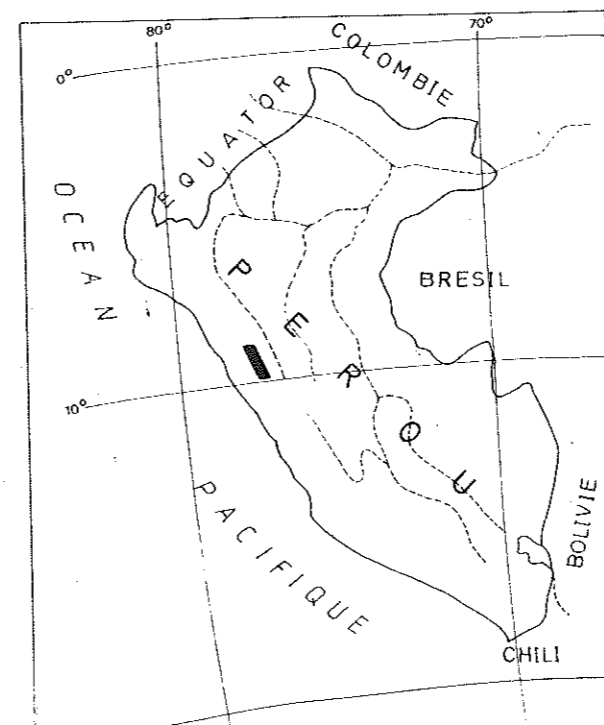 80°
70°
0°
COLOMBIE
EQUATOR
OCEAN
BRESIL
PEROU
10°
PACIFIQUE
BOLIVIE
CHILI